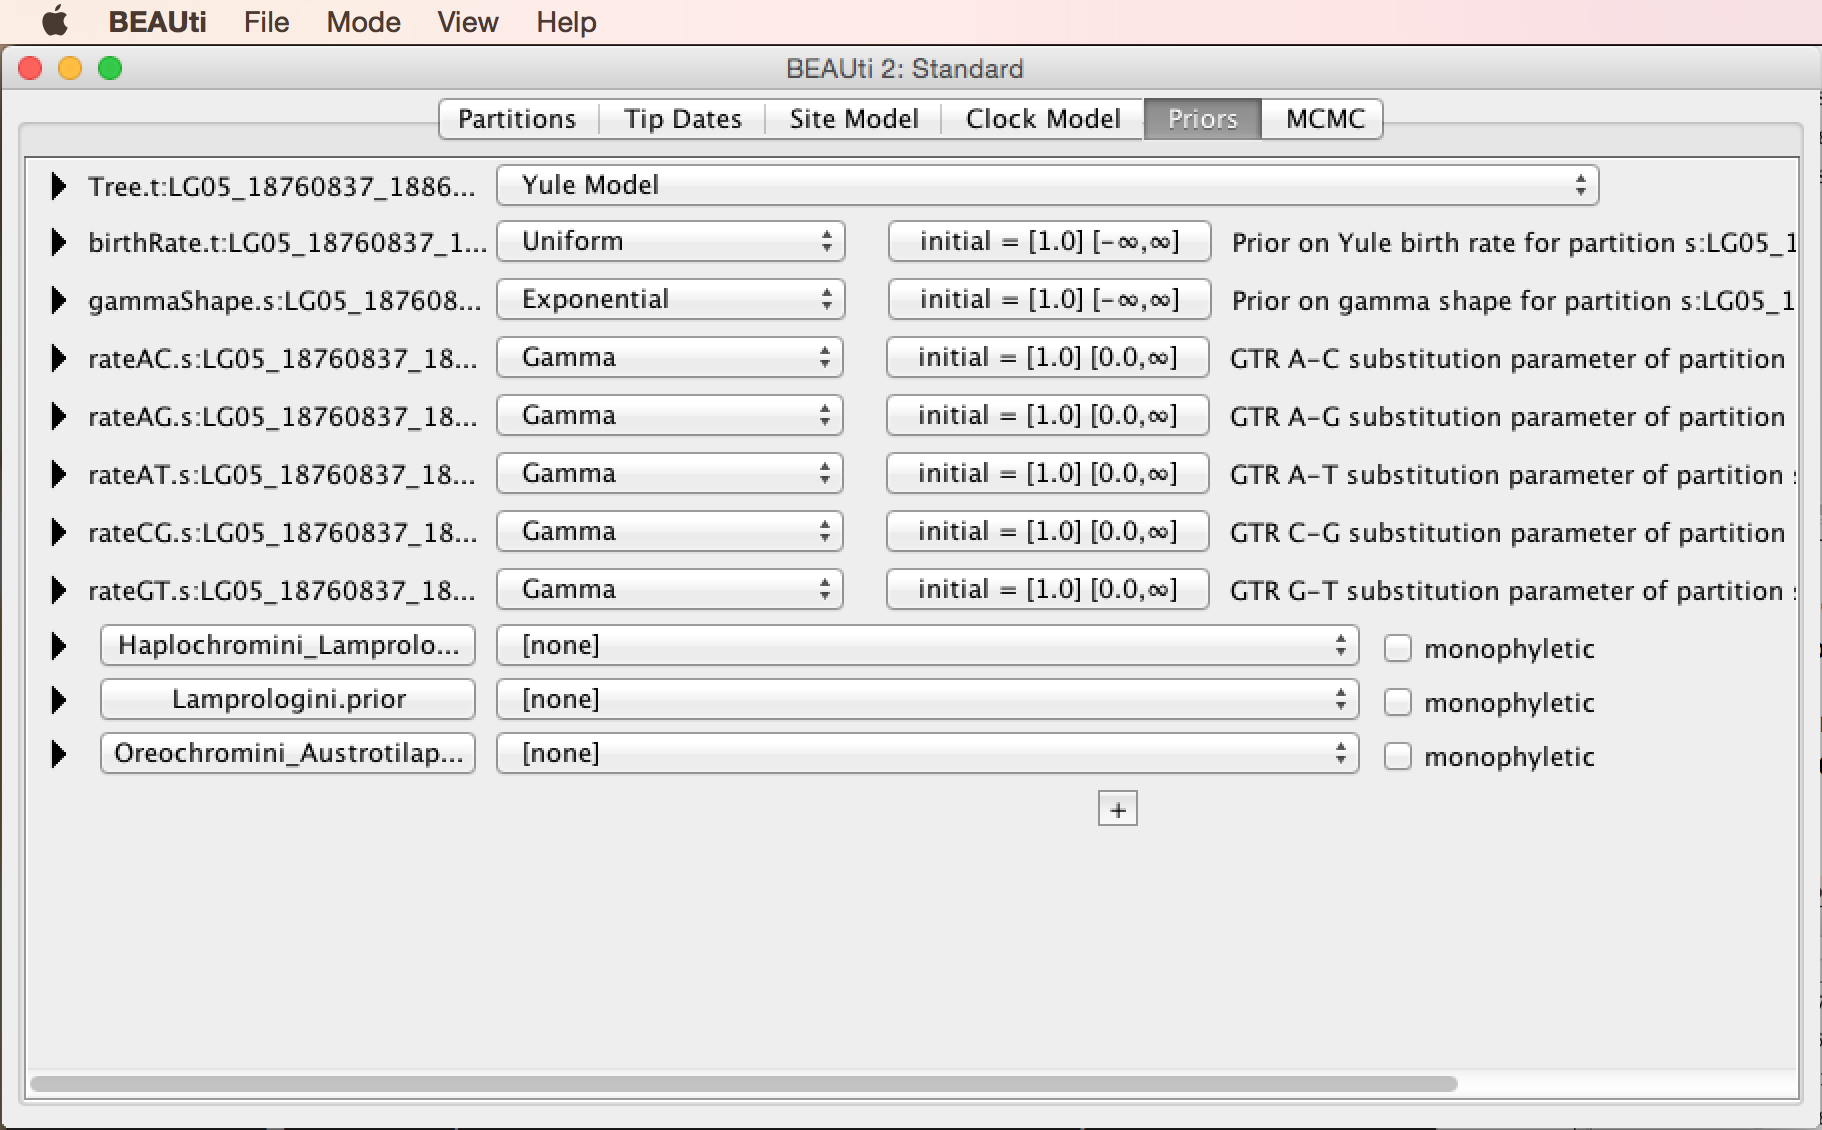 BEAUti File Mode View Help
BEAUti 2: Standard
Partitions Tip Dates Site Model Clock Model Priors MCMC
Tree.t:LG05_18760837_1886... Yule Model
birthRate.t:LG05_18760837_1... Uniform initial = [1.0] [-∞,∞] Prior on Yule birth rate for partition s:LG05_1
gammaShape.s:LG05_187608... Exponential initial = [1.0] [-∞,∞] Prior on gamma shape for partition s:LG05_1
rateAC.s:LG05_18760837_18... Gamma initial = [1.0] [0.0,∞] GTR A-C substitution parameter of partition
rateAG.s:LG05_18760837_18... Gamma initial = [1.0] [0.0,∞] GTR A-G substitution parameter of partition
rateAT.s:LG05_18760837_18... Gamma initial = [1.0] [0.0,∞] GTR A-T substitution parameter of partition
rateCG.s:LG05_18760837_18... Gamma initial = [1.0] [0.0,∞] GTR C-G substitution parameter of partition
rateGT.s:LG05_18760837_18... Gamma initial = [1.0] [0.0,∞] GTR G-T substitution parameter of partition
Haplochromini_Lamprolo... [none] monophyletic
Lamprologini.prior [none] monophyletic
Oreochromini_Austrotilap... [none] monophyletic
+